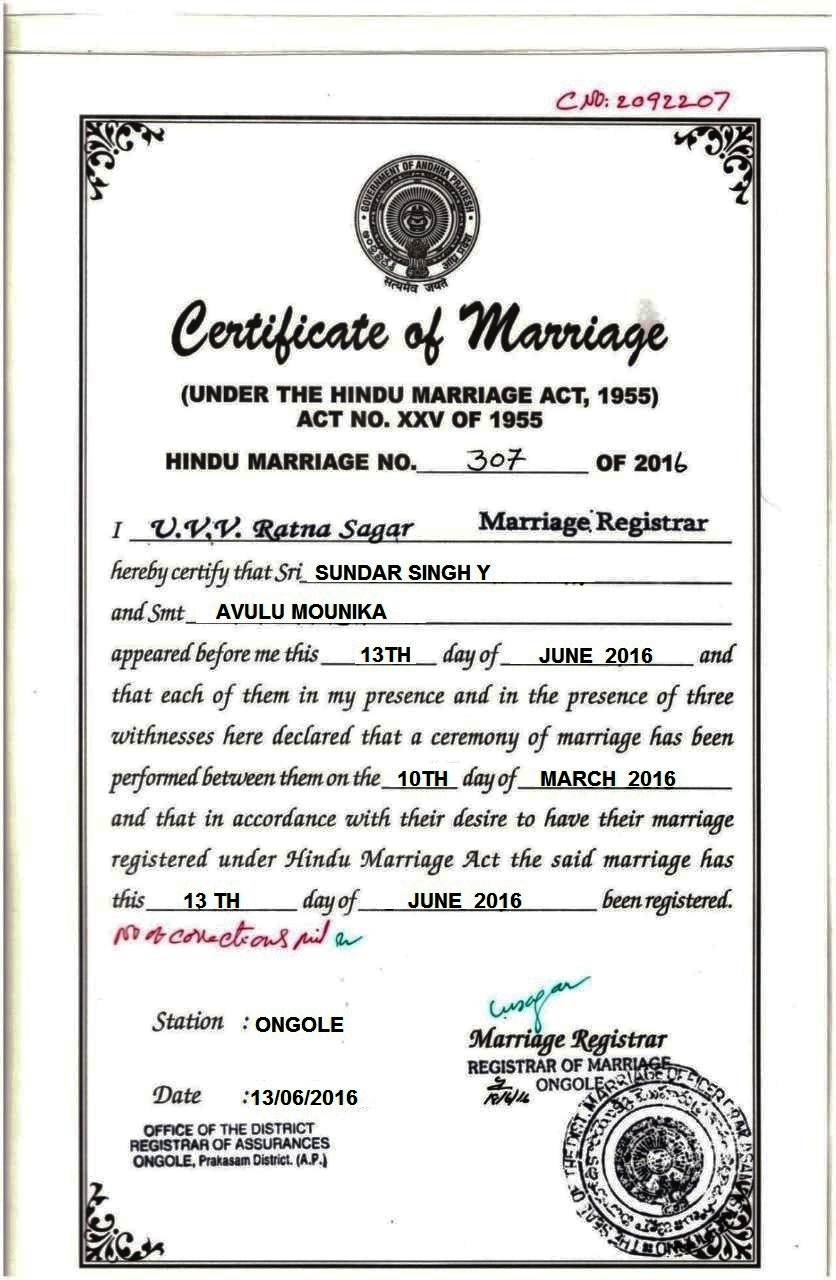 C NO: 2092207
GOVERNMENT OF ANDHRA PRADESH
आंध्र प्रदेश
सत्यमेव जयते
Certificate of Marriage
(UNDER THE HINDU MARRIAGE ACT, 1955)
ACT NO. XXV OF 1955
HINDU MARRIAGE NO. 307 OF 2016
I U.V.V. Ratna Sagar Marriage Registrar
hereby certify that Sri SUNDAR SINGH Y
and Smt AVULU MOUNIKA
appeared before me this 13TH day of JUNE 2016 and
that each of them in my presence and in the presence of three
withnesses here declared that a ceremony of marriage has been
performed between them on the 10TH day of MARCH 2016
and that in accordance with their desire to have their marriage
registered under Hindu Marriage Act the said marriage has
this 13 TH day of JUNE 2016 been registered.
No of corrections nil
Station : ONGOLE
Marriage Registrar
REGISTRAR OF MARRIAGE
ONGOLE
Date :13/06/2016
OFFICE OF THE DISTRICT
REGISTRAR OF ASSURANCES
ONGOLE, Prakasam District. (A.P.)